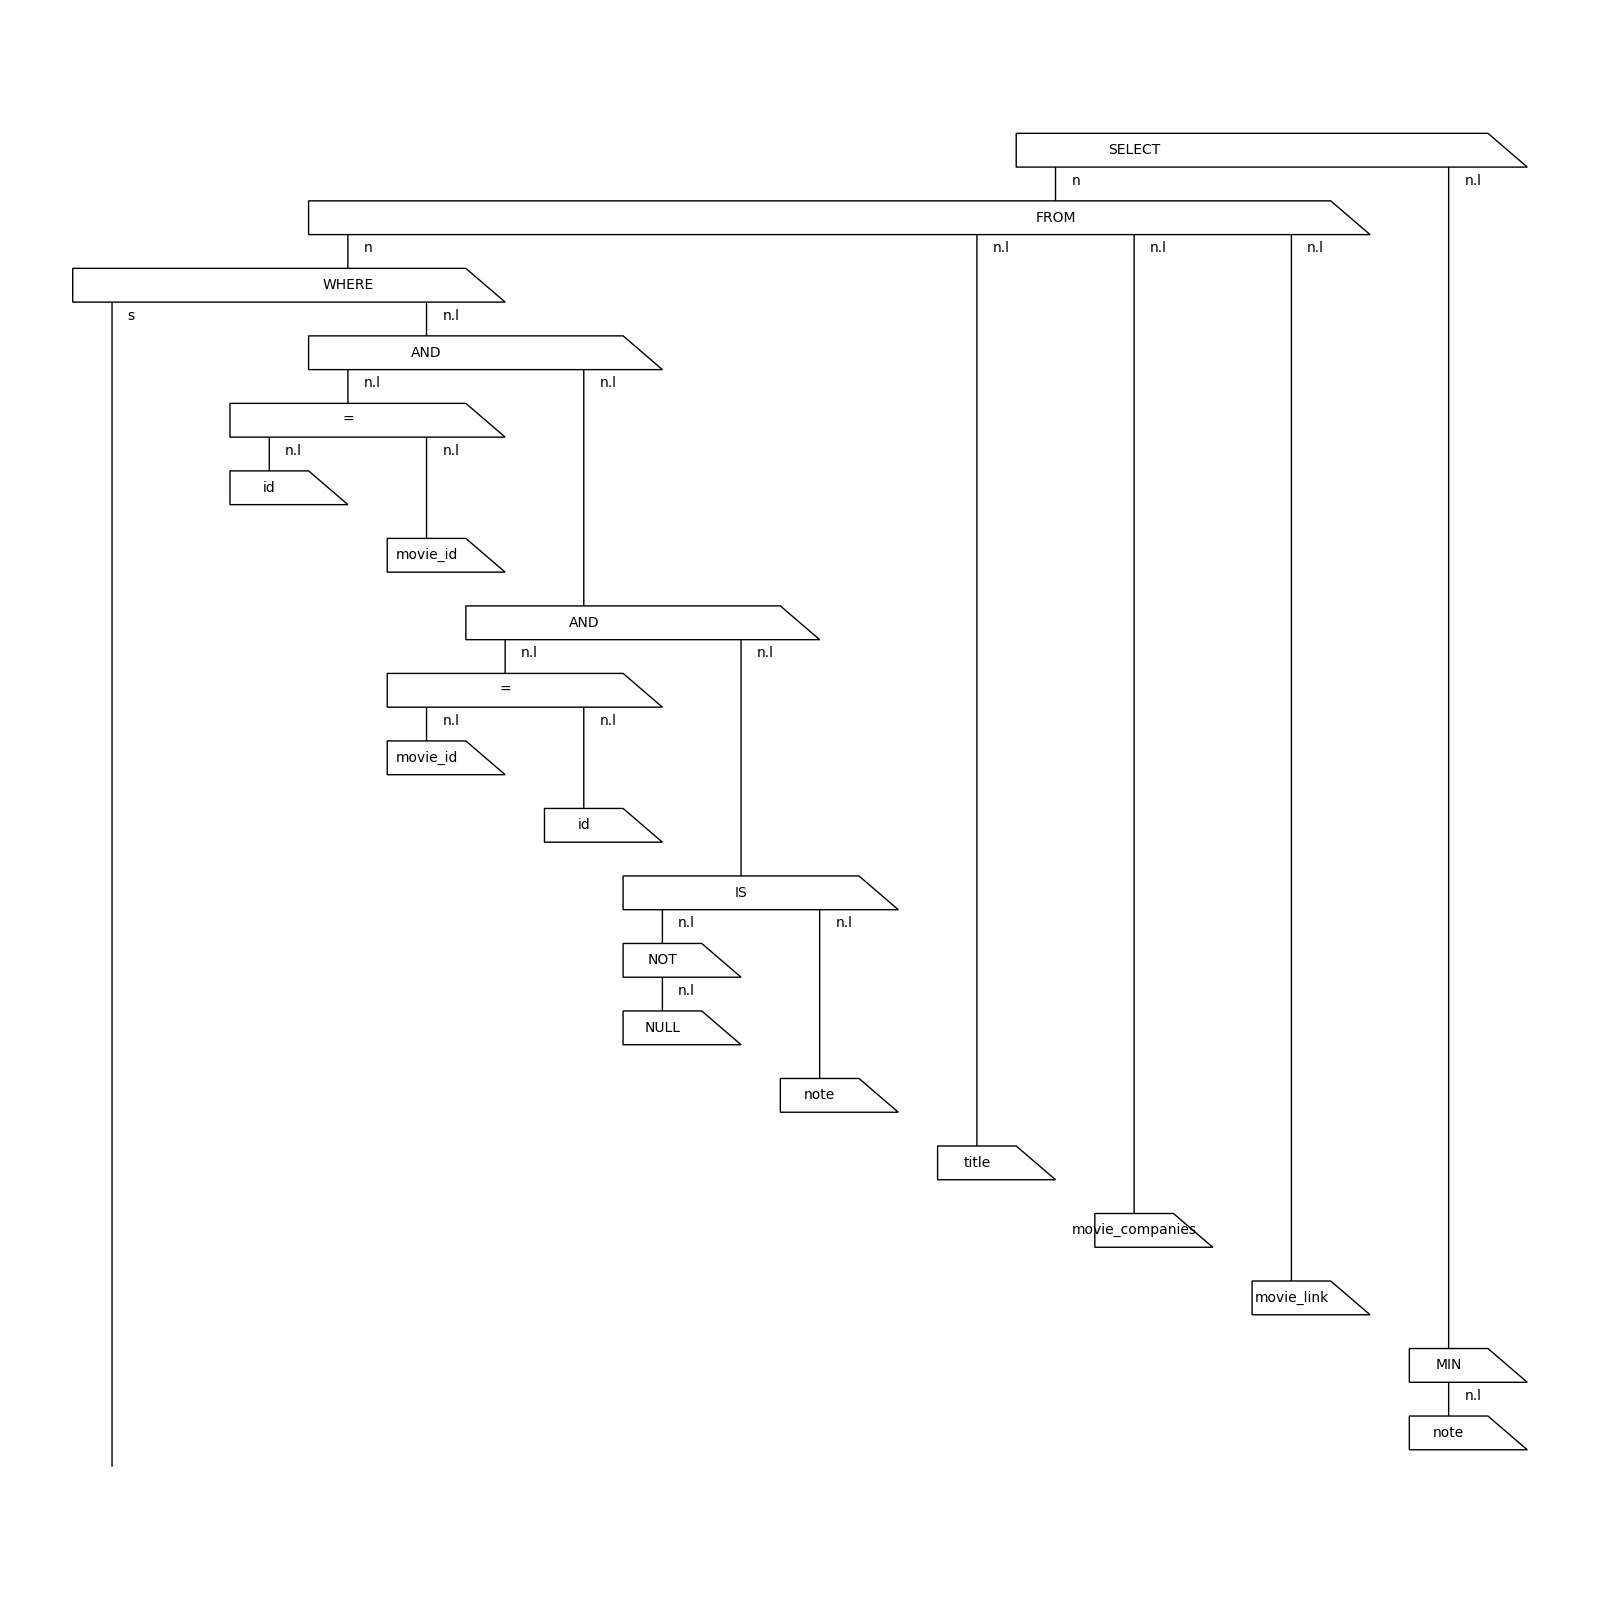 SELECT
n n.l
FROM
n n.l n.l n.l
WHERE
s n.l
AND
n.l n.l
=
n.l n.l
id
movie_id
AND
n.l n.l
=
n.l n.l
movie_id
id
IS
n.l n.l
NOT
n.l
NULL
note
title
movie_companies
movie_link
MIN
n.l
note